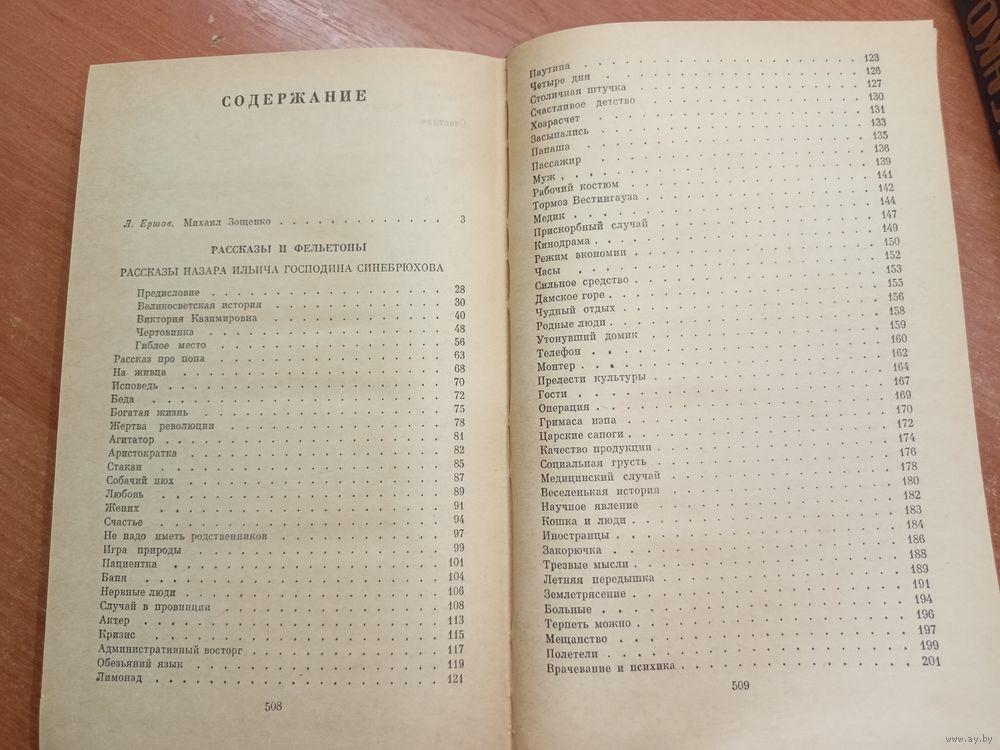 СОДЕРЖАНИЕ
Л. Ершов. Михаил Зощенко . . . . . . . . . . 3
РАССКАЗЫ И ФЕЛЬЕТОНЫ
РАССКАЗЫ НАЗАРА ИЛЬИЧА ГОСПОДИНА СИНЕБРЮХОВА
Предисловие 28
Великосветская история 30
Виктория Казимировна 40
Чертовинка 48
Гиблое место 56
Рассказ про попа 63
На живца 68
Исповедь 70
Беда 72
Богатая жизнь 75
Жертва революции 78
Агитатор 81
Аристократка 82
Стакан 85
Собачий нюх 87
Любовь 89
Жених 91
Счастье 94
Не надо иметь родственников 97
Игра природы 99
Пациентка 101
Баня 104
Нервные люди 106
Случай в провинции 108
Актер 113
Кризис 115
Административный восторг 117
Обезьяний язык 119
Лимонад 121
508
Паутина 123
Четыре дня 126
Столичная штучка 127
Счастливое детство 130
Хозрасчет 131
Засыпались 133
Папаша 135
Пассажир 136
Муж 139
Рабочий костюм 141
Тормоз Вестингауза 142
Медик 144
Прискорбный случай 147
Кинодрама 149
Режим экономии 150
Часы 152
Сильное средство 153
Дамское горе 155
Чудный отдых 156
Родные люди 158
Утонувший домик 159
Телефон 160
Монтер 162
Прелести культуры 164
Гости 167
Операция 169
Гримаса нэпа 170
Царские сапоги 172
Качество продукции 174
Социальная грусть 176
Медицинский случай 178
Веселенькая история 180
Научное явление 182
Кошка и люди 183
Иностранцы 184
Закорючка 186
Трезвые мысли 188
Летняя передышка 189
Землетрясение 191
Больные 194
Терпеть можно 196
Мещанство 197
Полетели 199
Врачевание и психика 201
509
www.ay.by